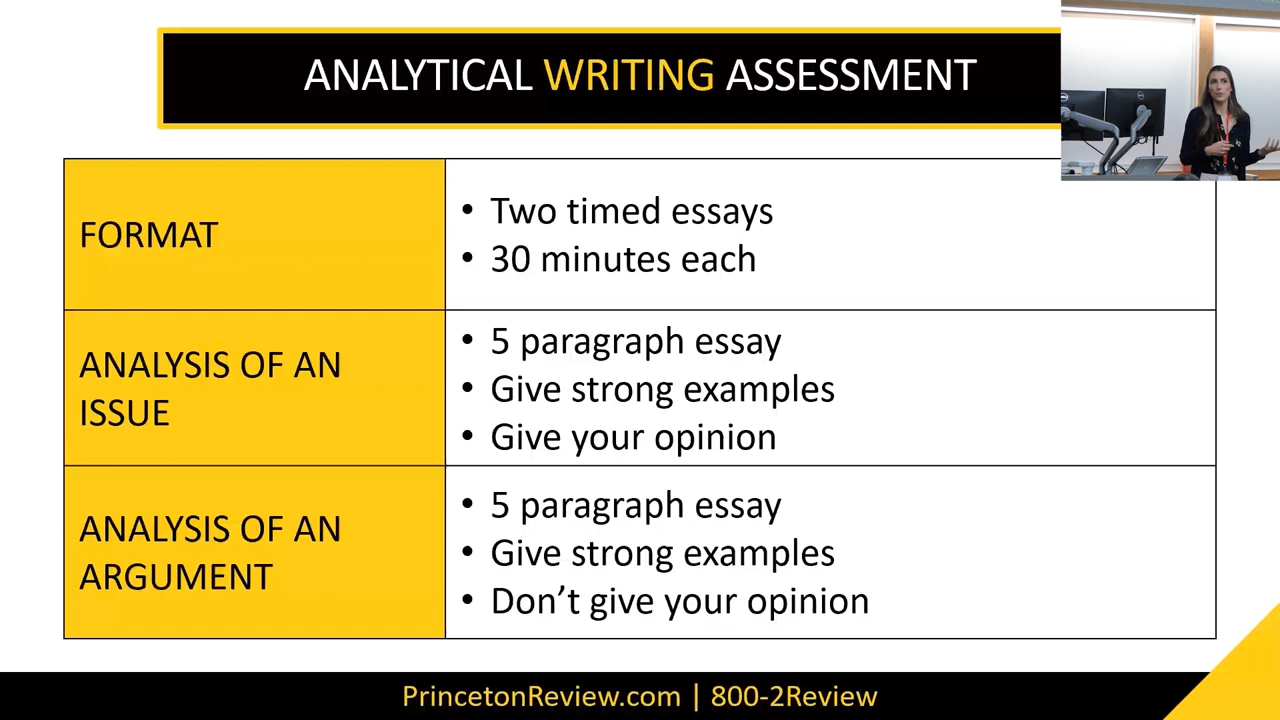 ANALYTICAL WRITING ASSESSMENT
FORMAT
• Two timed essays
• 30 minutes each
ANALYSIS OF AN
ISSUE
• 5 paragraph essay
• Give strong examples
• Give your opinion
ANALYSIS OF AN
ARGUMENT
• 5 paragraph essay
• Give strong examples
• Don’t give your opinion
PrincetonReview.com | 800-2Review